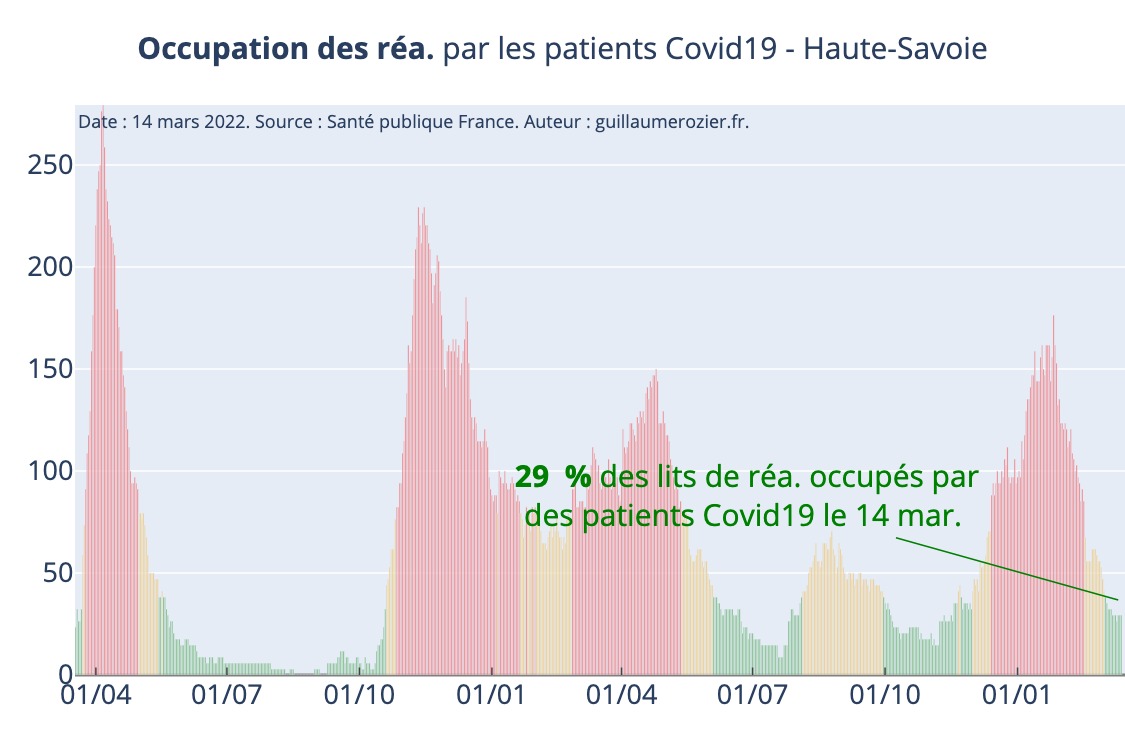 Occupation des réa. par les patients Covid19 - Haute-Savoie
Date : 14 mars 2022. Source : Santé publique France. Auteur : guillaumerozier.fr.
250
200
150
100
50
0
29 % des lits de réa. occupés par
des patients Covid19 le 14 mar.
01/04 01/07 01/10 01/01 01/04 01/07 01/10 01/01